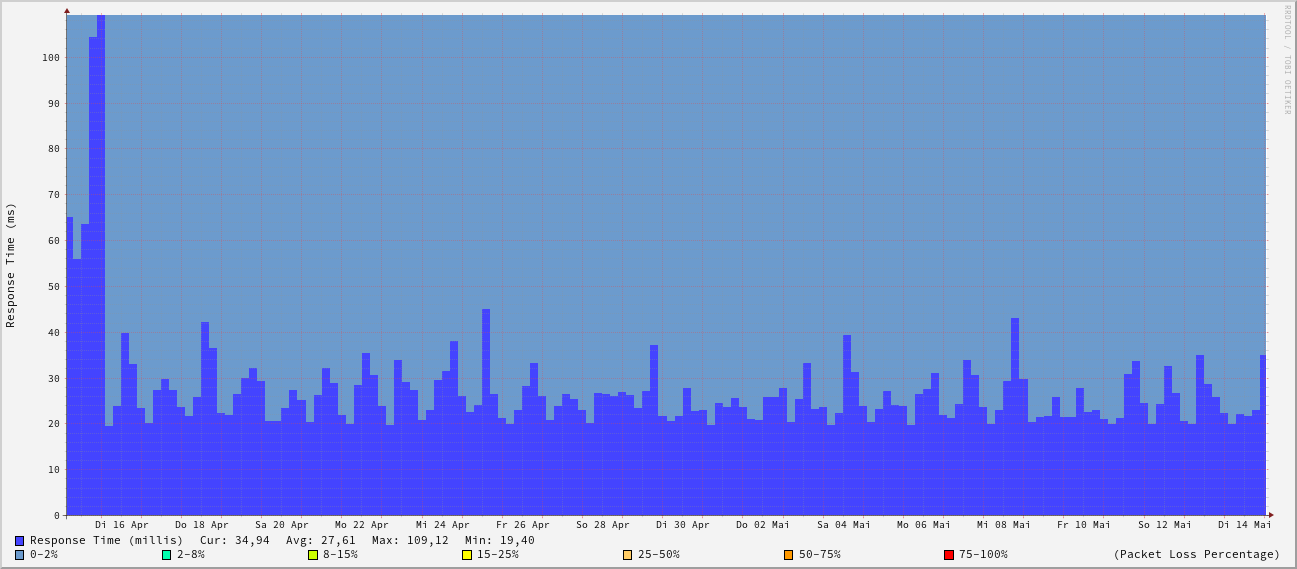 RRDTOOL / TOBI OETIKER
Response Time (ms)
100
90
80
70
60
50
40
30
20
10
0
Di 16 Apr Do 18 Apr Sa 20 Apr Mo 22 Apr Mi 24 Apr Fr 26 Apr So 28 Apr Di 30 Apr Do 02 Mai Sa 04 Mai Mo 06 Mai Mi 08 Mai Fr 10 Mai So 12 Mai Di 14 Mai
Response Time (millis) Cur: 34,94 Avg: 27,61 Max: 109,12 Min: 19,40
0-2% 2-8% 8-15% 15-25% 25-50% 50-75% 75-100% (Packet Loss Percentage)